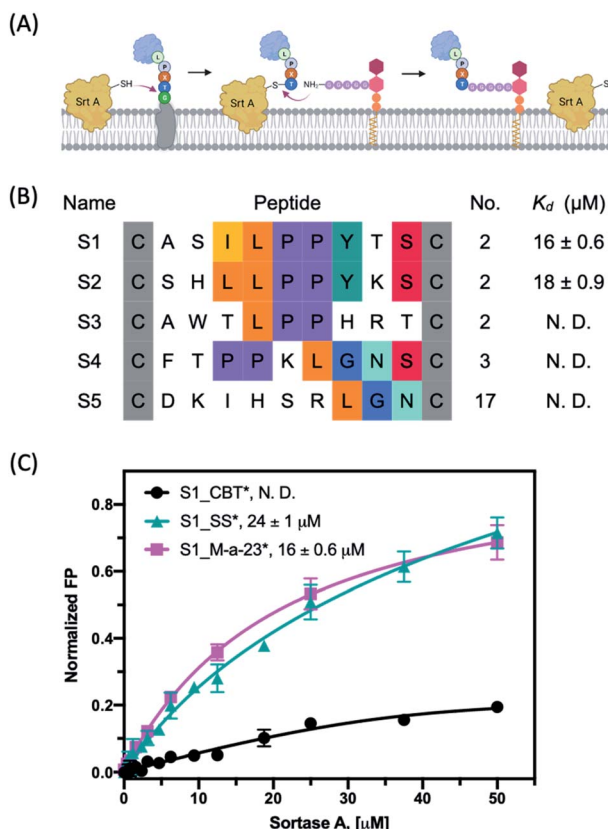 (A)
L
P
X
T
G
SH
Srt A
L
P
X
T
S
NH₂
G G G G G
Srt A
L
P
X
T
G G G G G
S
Srt A
(B)
Name Peptide No. Kd (µM)
S1 C A S I L P P Y T S C 2 16 ± 0.6
S2 C S H L L P P Y K S C 2 18 ± 0.9
S3 C A W T L P P H R T C 2 N. D.
S4 C F T P P K L G N S C 3 N. D.
S5 C D K I H S R L G N C 17 N. D.
(C)
S1_CBT*, N. D.
S1_SS*, 24 ± 1 µM
S1_M-a-23*, 16 ± 0.6 µM
Normalized FP
0.8
0.6
0.4
0.2
0.0
0 10 20 30 40 50
Sortase A, [µM]